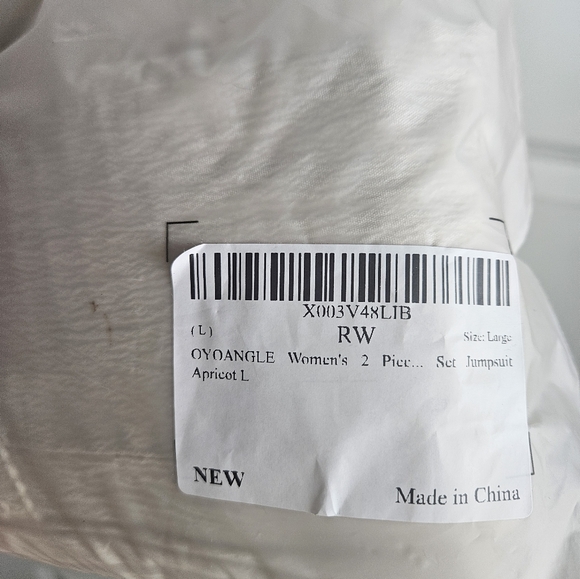 X003V48LIB
(L) RW Size: Large
OYOANGLE Women's 2 Piec... Set Jumpsuit
Apricot L
NEW
Made in China